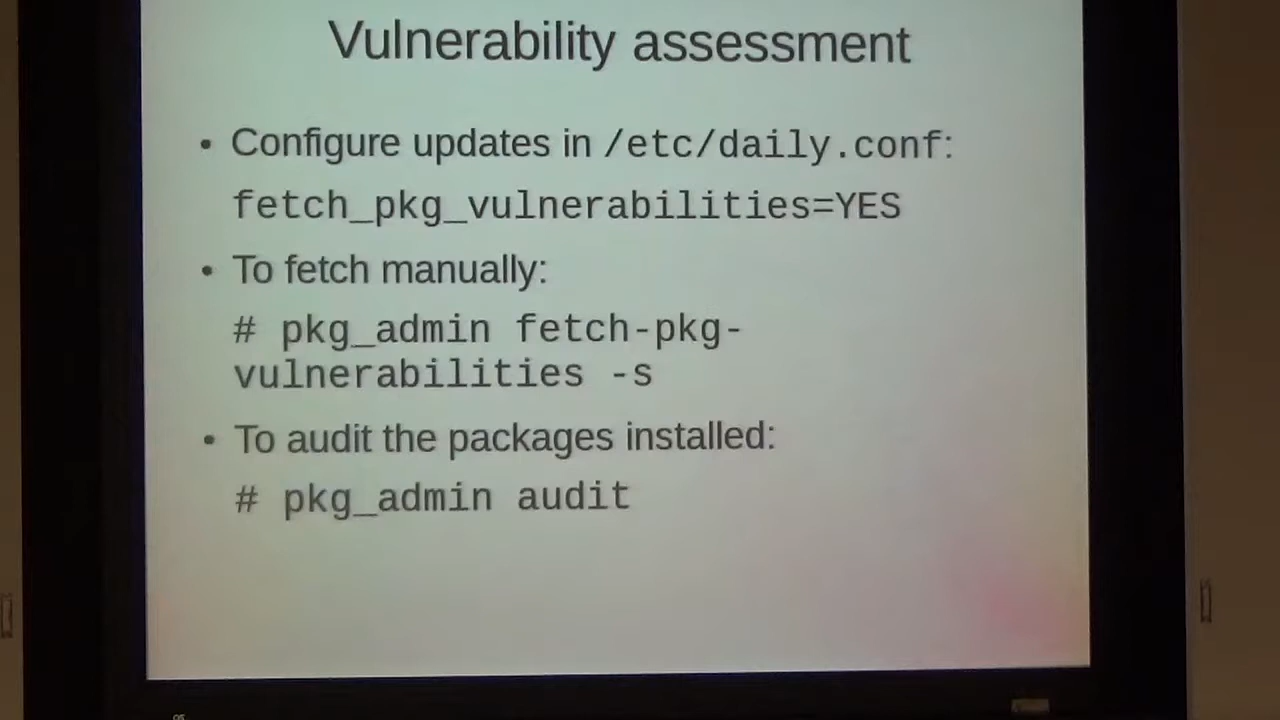 Vulnerability assessment
• Configure updates in /etc/daily.conf:
fetch_pkg_vulnerabilities=YES
• To fetch manually:
# pkg_admin fetch-pkg-
vulnerabilities -s
• To audit the packages installed:
# pkg_admin audit